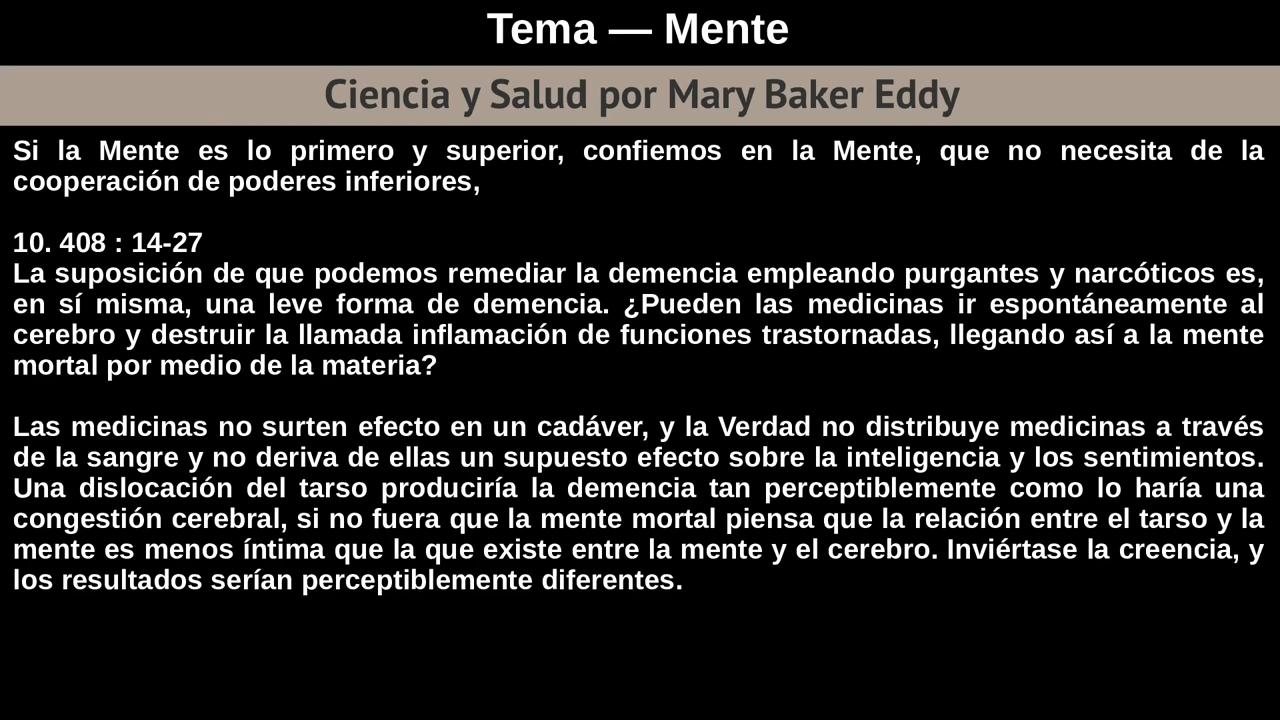 Tema — Mente
Ciencia y Salud por Mary Baker Eddy
Si la Mente es lo primero y superior, confiemos en la Mente, que no necesita de la
cooperación de poderes inferiores,
10. 408 : 14-27
La suposición de que podemos remediar la demencia empleando purgantes y narcóticos es,
en sí misma, una leve forma de demencia. ¿Pueden las medicinas ir espontáneamente al
cerebro y destruir la llamada inflamación de funciones trastornadas, llegando así a la mente
mortal por medio de la materia?
Las medicinas no surten efecto en un cadáver, y la Verdad no distribuye medicinas a través
de la sangre y no deriva de ellas un supuesto efecto sobre la inteligencia y los sentimientos.
Una dislocación del tarso produciría la demencia tan perceptiblemente como lo haría una
congestión cerebral, si no fuera que la mente mortal piensa que la relación entre el tarso y la
mente es menos íntima que la que existe entre la mente y el cerebro. Inviértase la creencia, y
los resultados serían perceptiblemente diferentes.